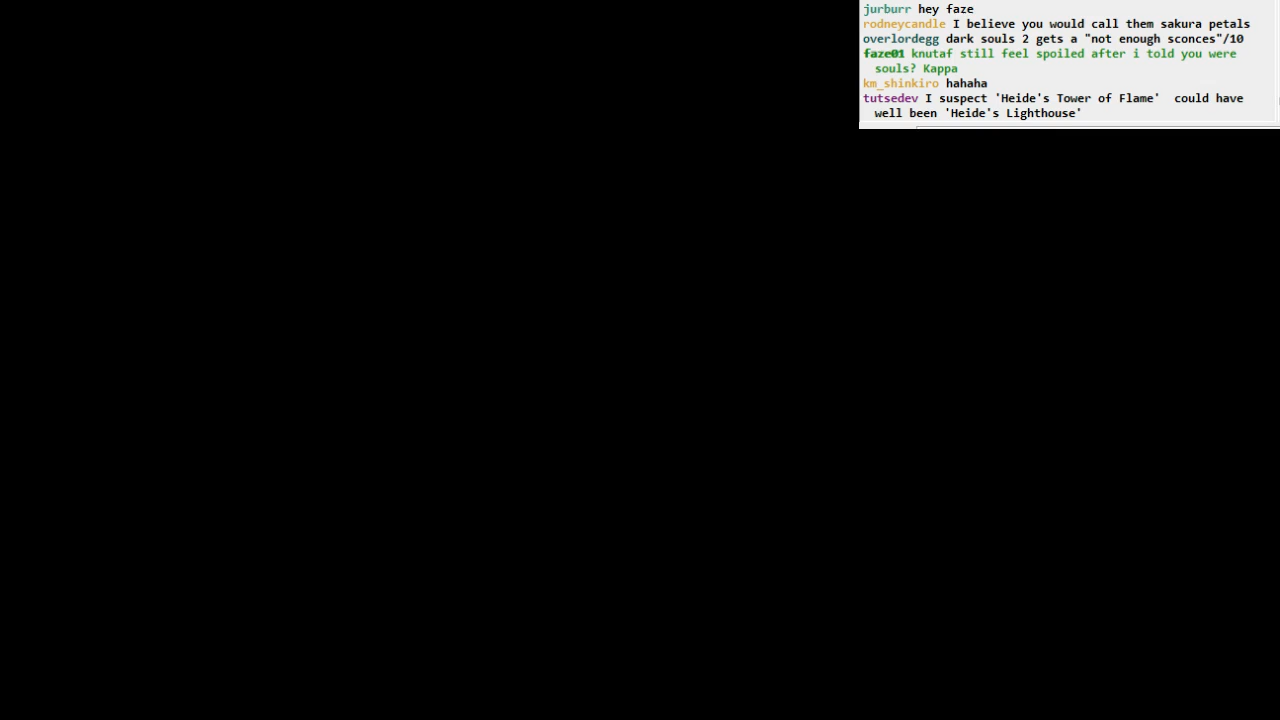 jurburr hey faze
rodneycandle I believe you would call them sakura petals
overlordegg dark souls 2 gets a "not enough sconces"/10
faze01 knutaf still feel spoiled after i told you were
souls? Kappa
km_shinkiro hahaha
tutsedev I suspect 'Heide's Tower of Flame'  could have
well been 'Heide's Lighthouse'